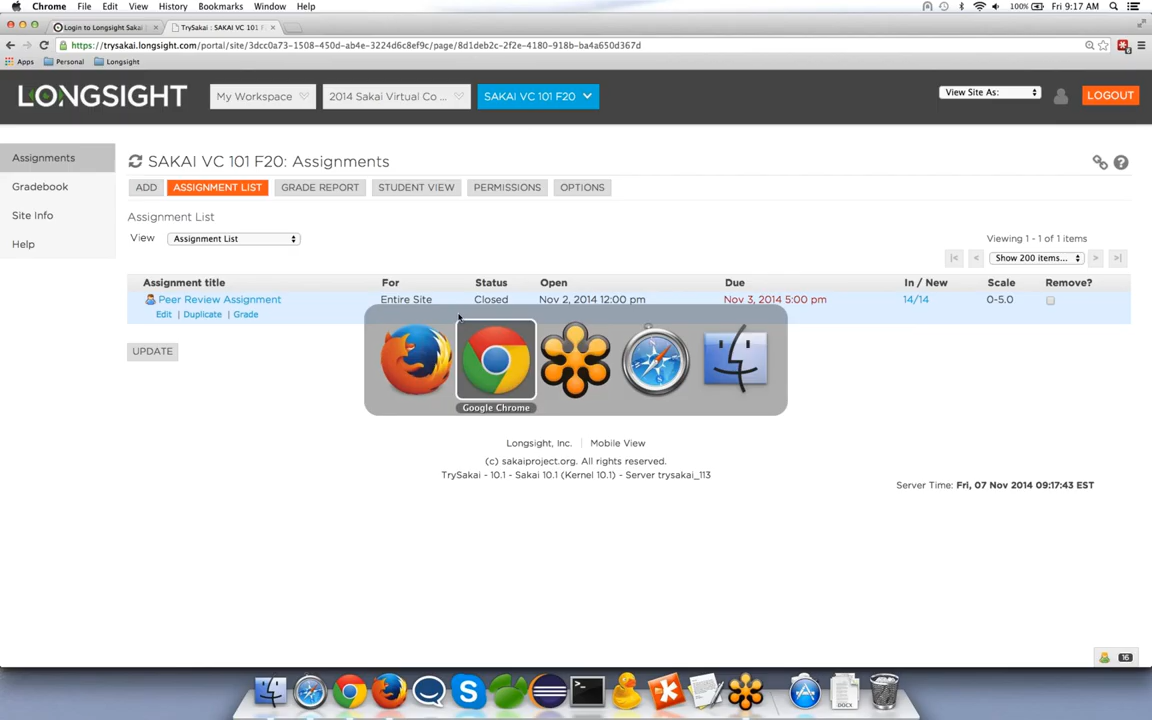 Chrome File Edit View History Bookmarks Window Help 100% Fri 9:17 AM
Login to Longsight Sakai TrySakai : SAKAI VC 101 F
https://trysakai.longsight.com/portal/site/3dcc0a73-1508-450d-ab4e-3224d6c8ef9c/page/8d1deb2c-2f2e-4180-918b-ba4a650d367d
Apps Personal Longsight
LONGSIGHT My Workspace 2014 Sakai Virtual Co ... SAKAI VC 101 F20 View Site As: LOGOUT
Assignments
Gradebook
Site Info
Help
SAKAI VC 101 F20: Assignments
ADD ASSIGNMENT LIST GRADE REPORT STUDENT VIEW PERMISSIONS OPTIONS
Assignment List
View Assignment List Viewing 1 - 1 of 1 items
|< < Show 200 items... > >|
Assignment title For Status Open Due In / New Scale Remove?
Peer Review Assignment Entire Site Closed Nov 2, 2014 12:00 pm Nov 3, 2014 5:00 pm 14/14 0-5.0
Edit | Duplicate | Grade
UPDATE
Google Chrome
Longsight, Inc. | Mobile View
(c) sakaiproject.org. All rights reserved.
TrySakai - 10.1 - Sakai 10.1 (Kernel 10.1) - Server trysakai_113
Server Time: Fri, 07 Nov 2014 09:17:43 EST
16
DOCX